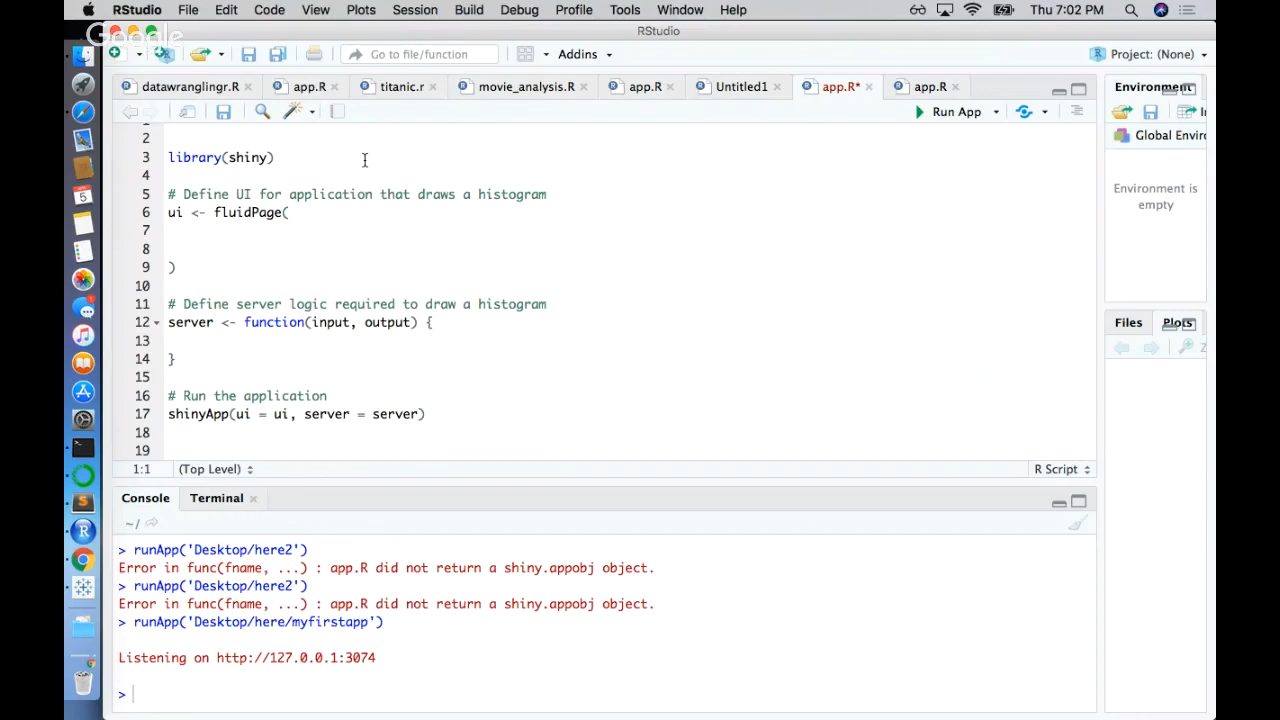 RStudio File Edit Code View Plots Session Build Debug Profile Tools Window Help Thu 7:02 PM
Google
RStudio
Go to file/function Addins Project: (None)
datawranglingr.R app.R titanic.r movie_analysis.R app.R Untitled1 app.R* app.R Environment
Run App
Global Enviro
2
3 library(shiny)
4
5 # Define UI for application that draws a histogram
6 ui <- fluidPage(
7
8
9 )
10
11 # Define server logic required to draw a histogram
12 server <- function(input, output) {
13
14 }
15
16 # Run the application
17 shinyApp(ui = ui, server = server)
18
19
1:1 (Top Level) R Script
Environment is
empty
Files Plots
Console Terminal
~/
> runApp('Desktop/here2')
Error in func(fname, ...) : app.R did not return a shiny.appobj object.
> runApp('Desktop/here2')
Error in func(fname, ...) : app.R did not return a shiny.appobj object.
> runApp('Desktop/here/myfirstapp')
Listening on http://127.0.0.1:3074
>